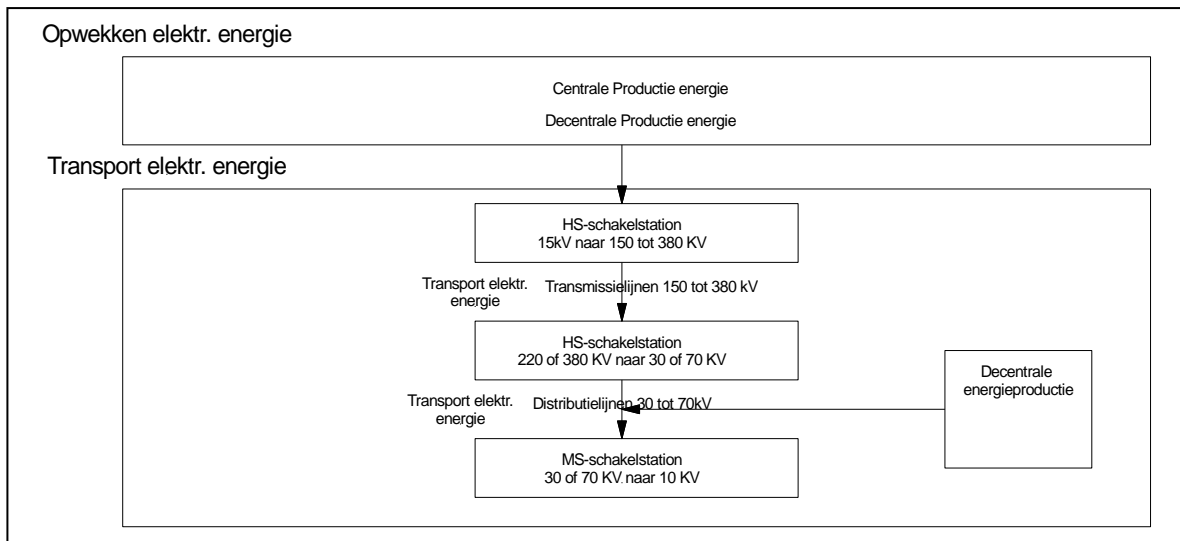 Opwekken elektr. energie
Centrale Productie energie
Decentrale Productie energie
Transport elektr. energie
HS-schakelstation
15kV naar 150 tot 380 KV
Transport elektr.
energie
Transmissielijnen 150 tot 380 kV
HS-schakelstation
220 of 380 KV naar 30 of 70 KV
Decentrale
energieproductie
Transport elektr.
energie
Distributielijnen 30 tot 70kV
MS-schakelstation
30 of 70 KV naar 10 KV